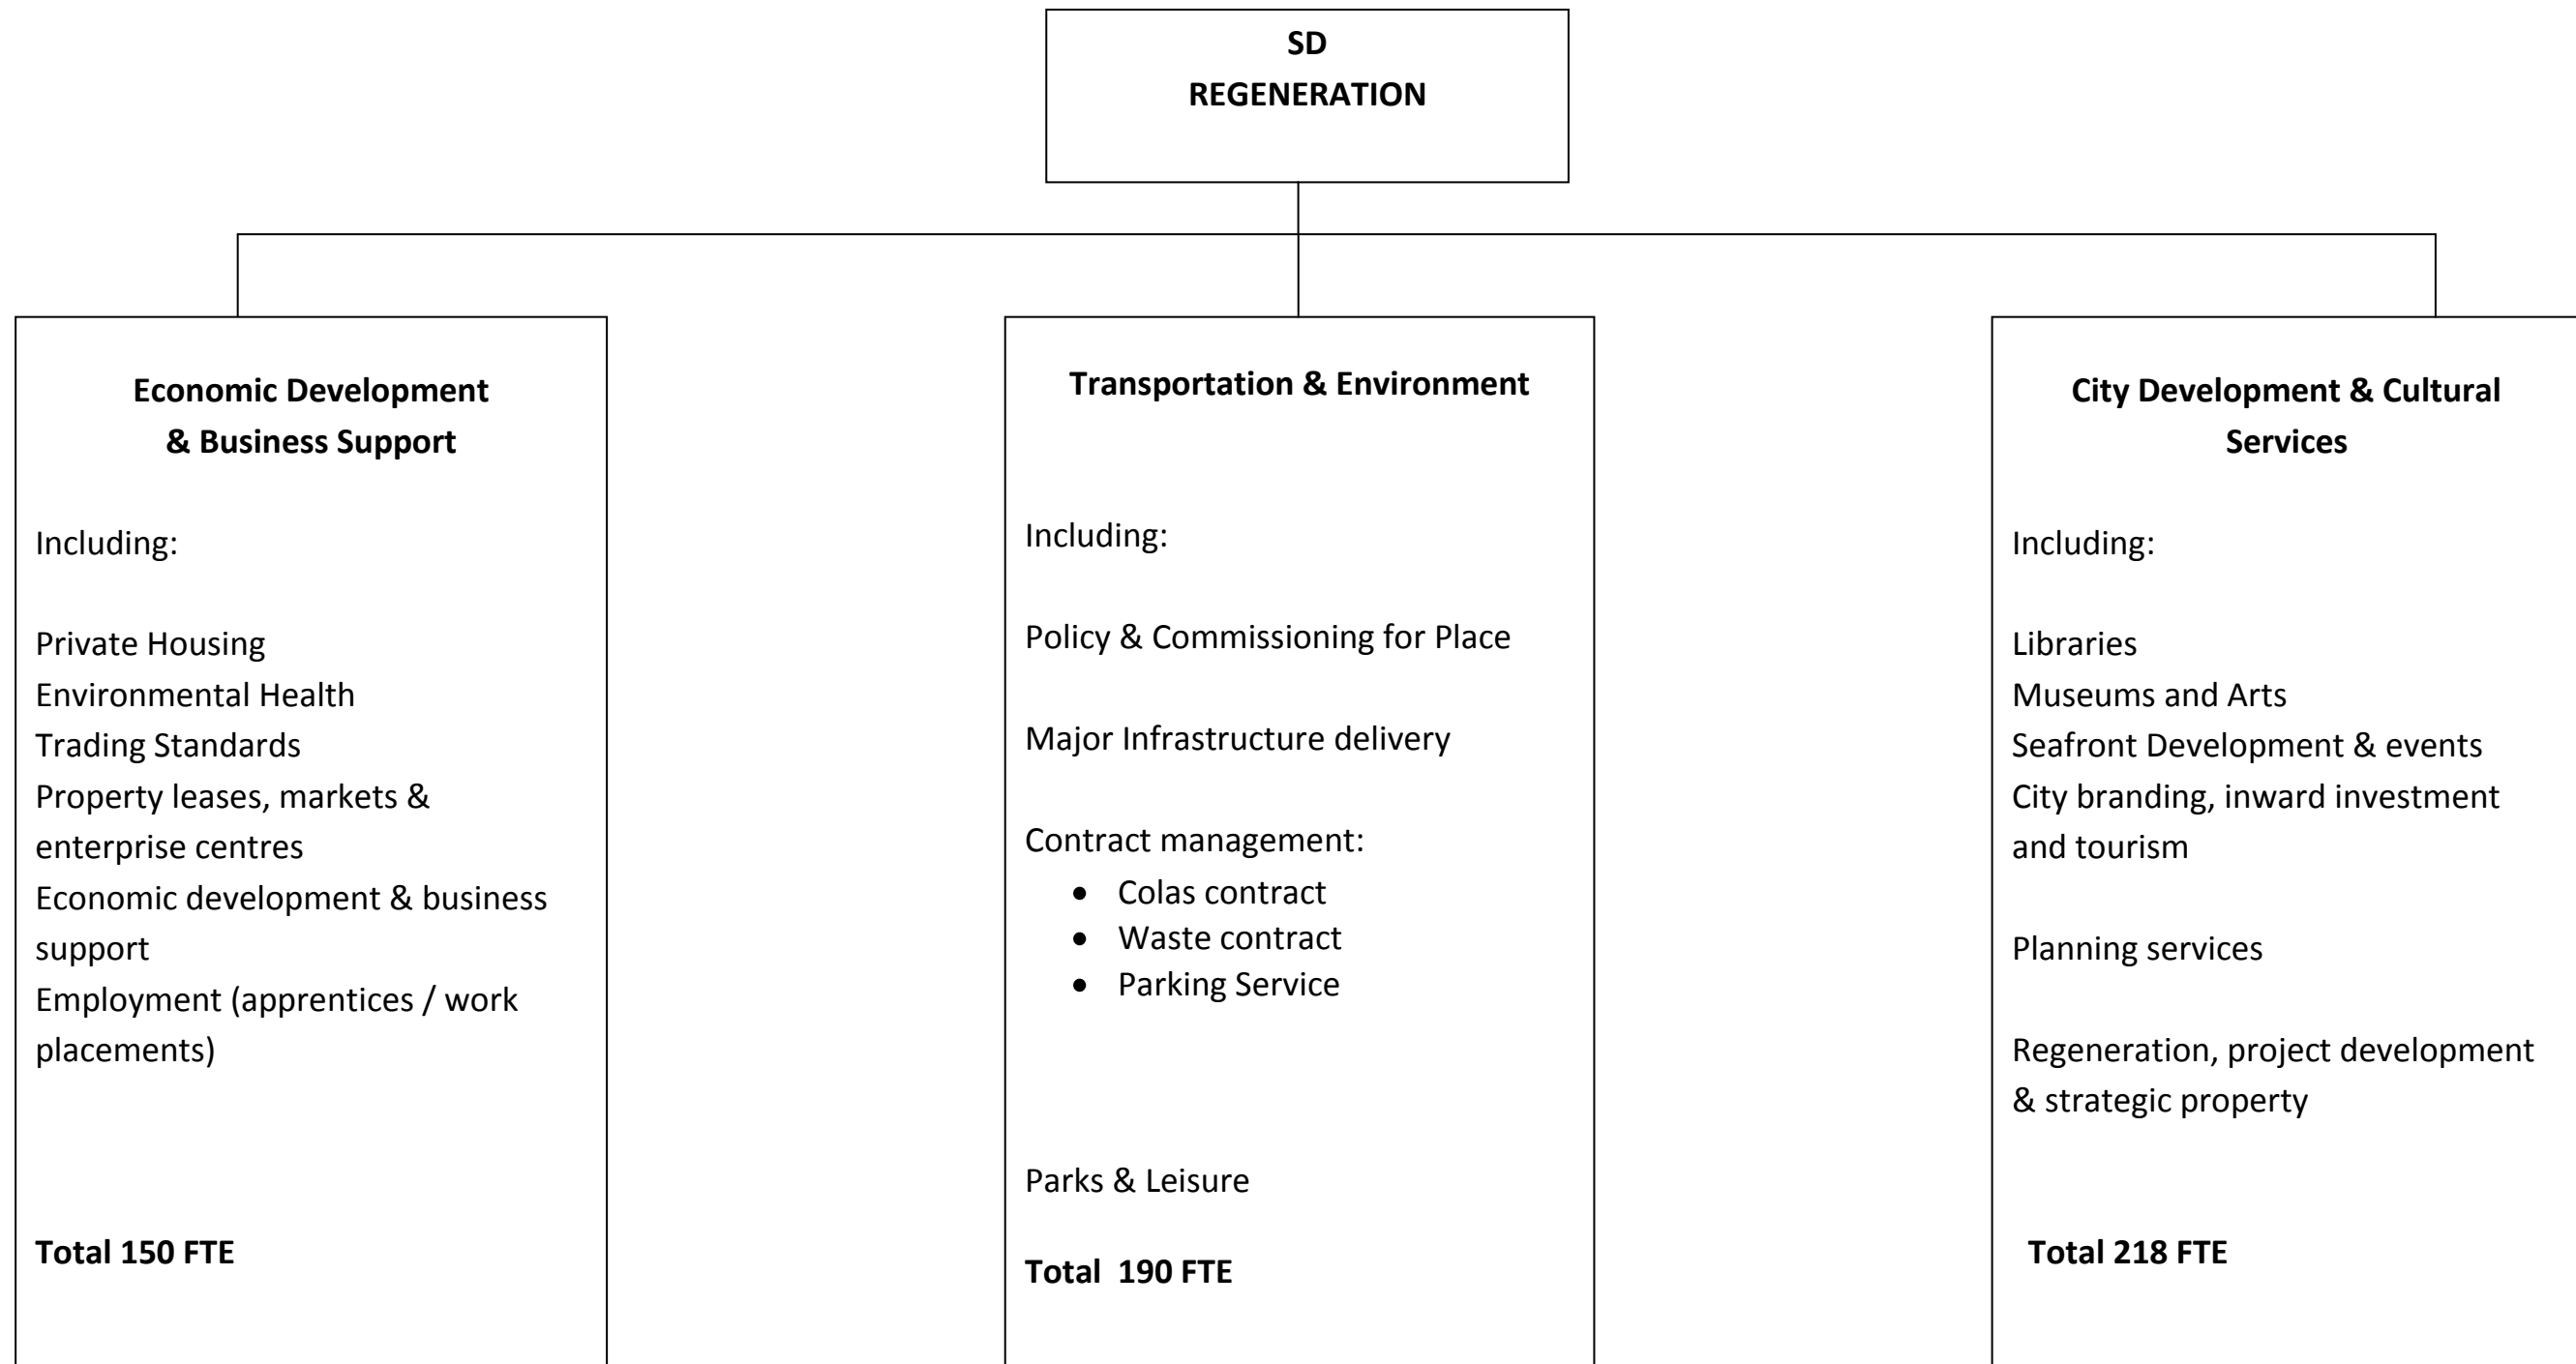 SD
REGENERATION
Economic Development
& Business Support
Including:
Private Housing
Environmental Health
Trading Standards
Property leases, markets &
enterprise centres
Economic development & business
support
Employment (apprentices / work
placements)
Total 150 FTE
Transportation & Environment
Including:
Policy & Commissioning for Place
Major Infrastructure delivery
Contract management:
• Colas contract
• Waste contract
• Parking Service
Parks & Leisure
Total 190 FTE
City Development & Cultural
Services
Including:
Libraries
Museums and Arts
Seafront Development & events
City branding, inward investment
and tourism
Planning services
Regeneration, project development
& strategic property
Total 218 FTE